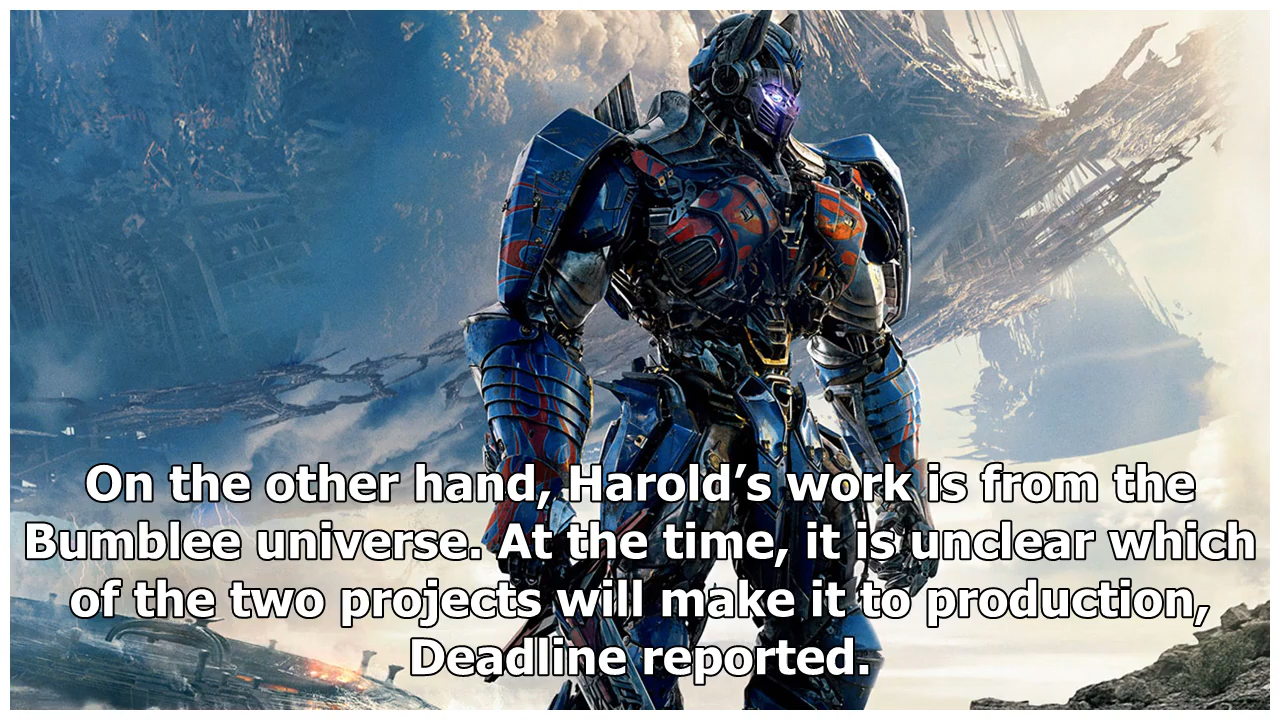 On the other hand, Harold’s work is from the
Bumblee universe. At the time, it is unclear which
of the two projects will make it to production,
Deadline reported.